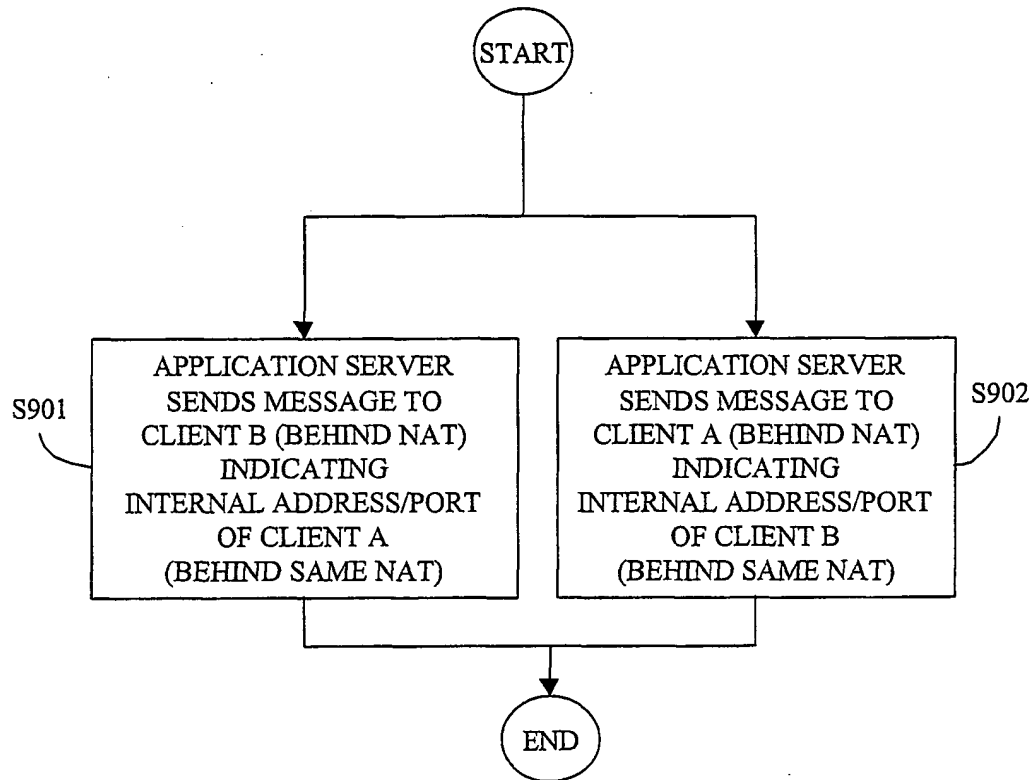 START
S901
APPLICATION SERVER
SENDS MESSAGE TO
CLIENT B (BEHIND NAT)
INDICATING
INTERNAL ADDRESS/PORT
OF CLIENT A
(BEHIND SAME NAT)
APPLICATION SERVER
SENDS MESSAGE TO
CLIENT A (BEHIND NAT)
INDICATING
INTERNAL ADDRESS/PORT
OF CLIENT B
(BEHIND SAME NAT)
S902
END